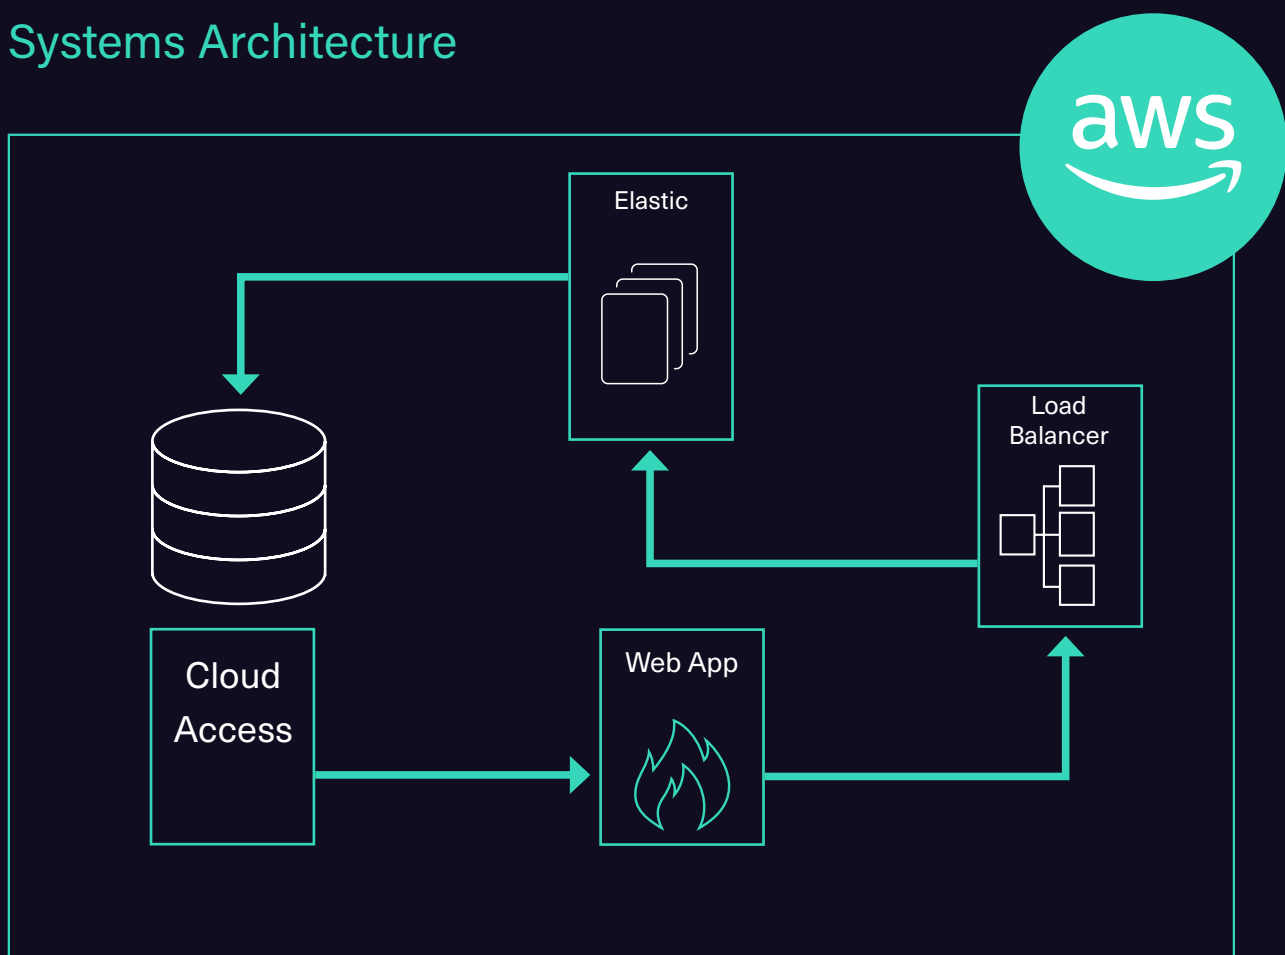 Systems Architecture
aws
Elastic
Load
Balancer
Cloud
Access
Web App